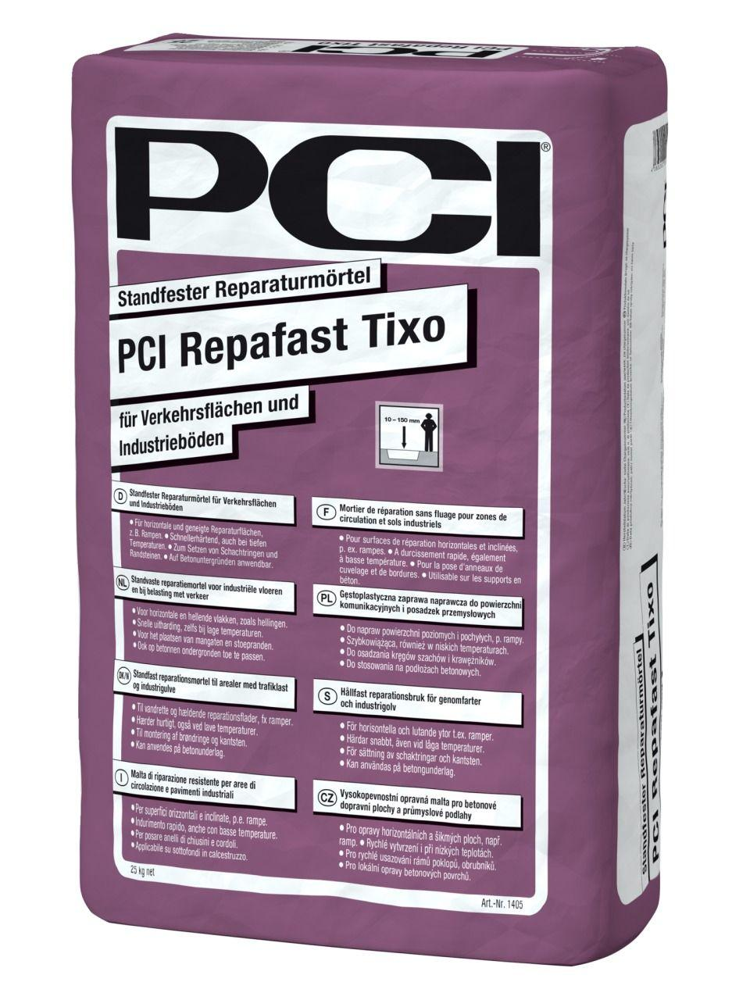 PCI Repafast Tixo
PCI
PCI®
Standfester Reparaturmörtel
PCI Repafast Tixo
für Verkehrsflächen und
Industrieböden
10 – 150 mm
D
Standfester Reparaturmörtel für Verkehrsflächen
und Industrieböden
• Für horizontale und geneigte Reparaturflächen,
z. B. Rampen. • Schnellerhärtend, auch bei tiefen
Temperaturen. • Zum Setzen von Schachtringen und
Randsteinen. • Auf Betonuntergründen anwendbar.
NL
Standvaste reparatiemortel voor industriële vloeren
en bij belasting met verkeer
• Voor horizontale en hellende vlakken, zoals hellingen.
• Snelle uitharding, zelfs bij lage temperaturen.
• Voor het plaatsen van mangaten en stoepranden.
• Ook op betonnen ondergronden toe te passen.
DK/N
Standfast reparationsmørtel til arealer med trafiklast
og industrigulve
• Til vandrette og hældende reparationsflader, fx ramper.
• Hærder hurtigt, også ved lave temperaturer.
• Til montering af brøndringe og kantsten.
• Kan anvendes på betonunderlag.
I
Malta di riparazione resistente per aree di
circolazione e pavimenti industriali
• Per superfici orizzontali e inclinate, p.e. rampe.
• Indurimento rapido, anche con basse temperature.
• Per posare anelli di chiusini e cordoli.
• Applicabile su sottofondi in calcestruzzo.
25 kg net
F
Mortier de réparation sans fluage pour zones de
circulation et sols industriels
• Pour surfaces de réparation horizontales et inclinées,
p. ex. rampes. • A durcissement rapide, également
à basse température. • Pour la pose d'anneaux de
cuvelage et de bordures. • Utilisable sur les supports en
béton.
PL
Gęstoplastyczna zaprawa naprawcza do powierzchni
komunikacyjnych i posadzek przemysłowych
• Do napraw powierzchni poziomych i pochyłych, p. rampy.
• Szybkowiążąca, również w niskich temperaturach.
• Do osadzania kręgów szachów i krawężników.
• Do stosowania na podłożach betonowych.
S
Hållfast reparationsbruk för genomfarter
och industrigolv
• För horisontella och lutande ytor t.ex. ramper.
• Härdar snabbt, även vid låga temperaturer.
• För sättning av schaktringar och kantsten.
• Kan användas på betongunderlag.
CZ
Vysokopevnostní opravná malta pro betonové
dopravní plochy a průmyslové podlahy
• Pro opravy horizontálních a šikmých ploch, např.
ramp. • Rychlé vytvrzení i při nízkých teplotách.
• Pro rychlé usazování rámů poklopů, obrubníků.
• Pro lokální opravy betonových povrchů.
Art.-Nr. 1405
PCI
Standfester Reparaturmörtel
PCI Repafast Tixo